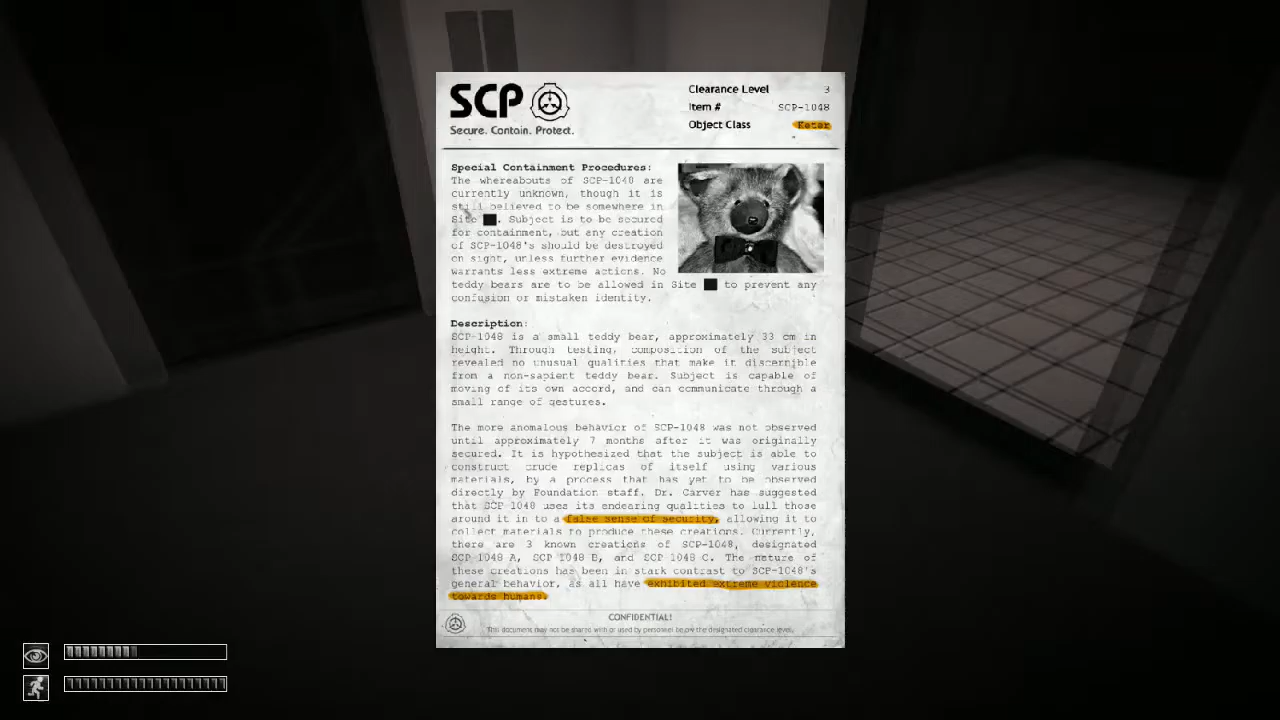 SCP
Secure. Contain. Protect.
Clearance Level 3
Item # SCP-1048
Object Class Keter
Special Containment Procedures:
The whereabouts of SCP-1048 are
currently unknown, though it is
still believed to be somewhere in
Site ■. Subject is to be secured
for containment, but any creation
of SCP-1048's should be destroyed
on sight, unless further evidence
warrants less extreme actions. No
teddy bears are to be allowed in Site ■ to prevent any
confusion or mistaken identity.
Description:
SCP-1048 is a small teddy bear, approximately 33 cm in
height. Through testing, composition of the subject
revealed no unusual qualities that make it discernible
from a non-sapient teddy bear. Subject is capable of
moving of its own accord, and can communicate through a
small range of gestures.
The more anomalous behavior of SCP-1048 was not observed
until approximately 7 months after it was originally
secured. It is hypothesized that the subject is able to
construct crude replicas of itself using various
materials, by a process that has yet to be observed
directly by Foundation staff. Dr. Carver has suggested
that SCP-1048 uses its endearing qualities to lull those
around it in to a false sense of security, allowing it to
collect materials to produce these creations. Currently,
there are 3 known creations of SCP-1048, designated
SCP-1048-A, SCP-1048-B, and SCP-1048-C. The nature of
these creations has been in stark contrast to SCP-1048's
general behavior, as all have exhibited extreme violence
towards humans.
CONFIDENTIAL!
This document may not be shared with or used by personnel below the designated clearance level.